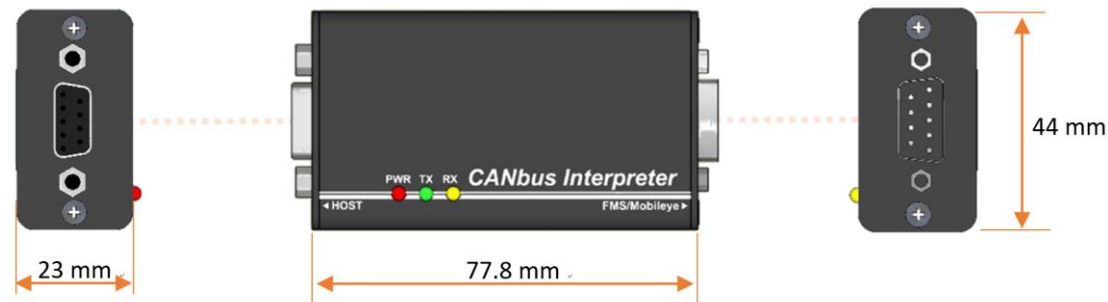 44 mm
PWR TX RX CANbus Interpreter
◄HOST FMS/Mobileye►
23 mm 77.8 mm